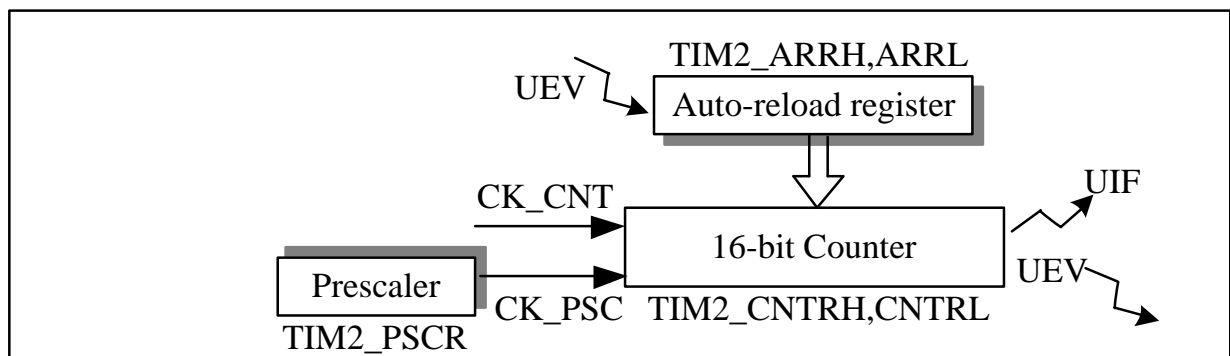 TIM2_ARRH,ARRL
UEV
Auto-reload register
CK_CNT
UIF
16-bit Counter
UEV
Prescaler
CK_PSC
TIM2_CNTRH,CNTRL
TIM2_PSCR